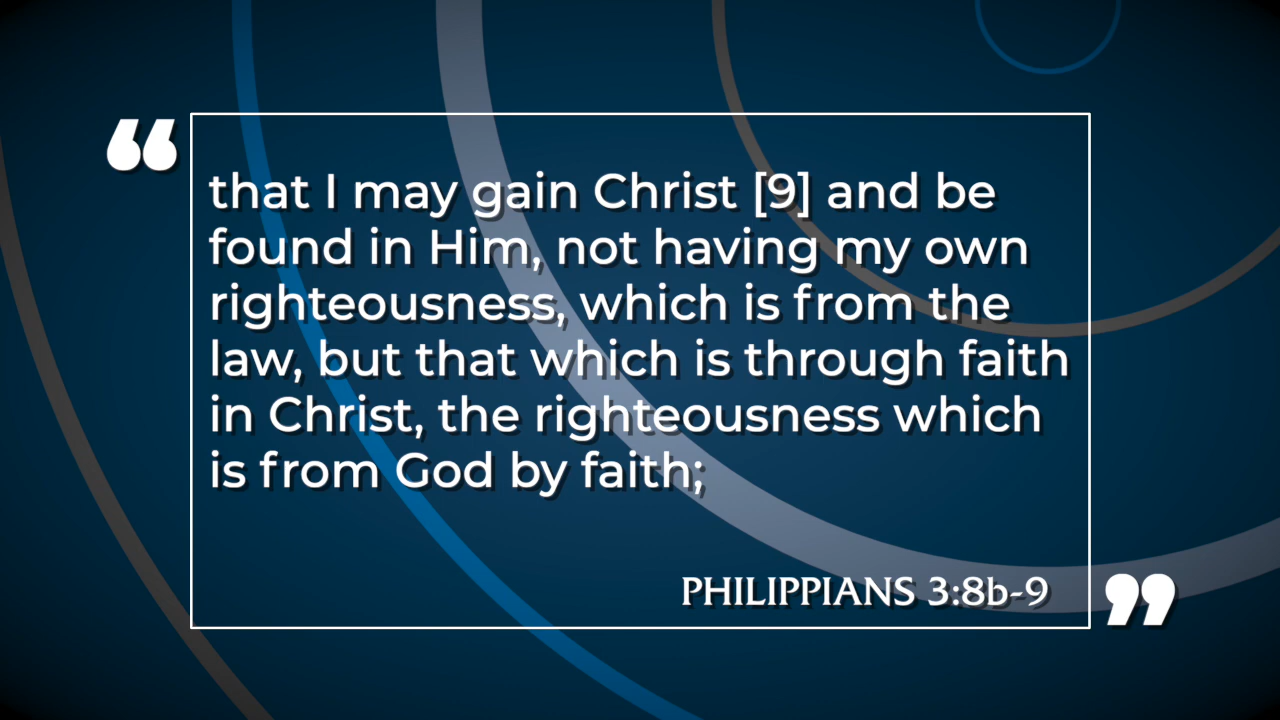 “
that I may gain Christ [9] and be
found in Him, not having my own
righteousness, which is from the
law, but that which is through faith
in Christ, the righteousness which
is from God by faith;
PHILIPPIANS 3:8b-9
”